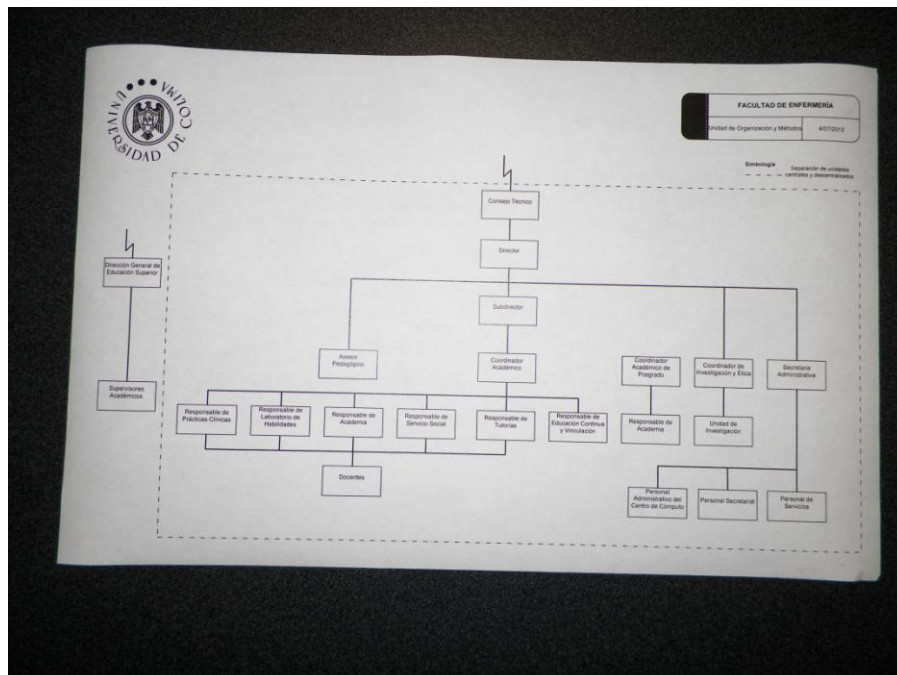 UNIVERSIDAD DE COLIMA
FACULTAD DE ENFERMERÍA
Unidad de Organización y Métodos
4/07/2012
Simbología
Separación de unidades
centrales y descentralizados
Consejo Técnico
Director
Dirección General de
Educación Superior
Subdirector
Asesor
Pedagógico
Coordinador
Académico
Coordinador
Académico de
Posgrado
Coordinador de
Investigación y Ética
Secretaria
Administrativa
Supervisores
Académicos
Responsable de
Prácticas Clínicas
Responsable de
Laboratorio de
Habilidades
Responsable de
Academia
Responsable de
Servicio Social
Responsable de
Tutorías
Responsable de
Educación Continua
y Vinculación
Responsable de
Academia
Unidad de
Investigación
Docentes
Personal
Administrativo del
Centro de Cómputo
Personal Secretarial
Personal de
Servicios